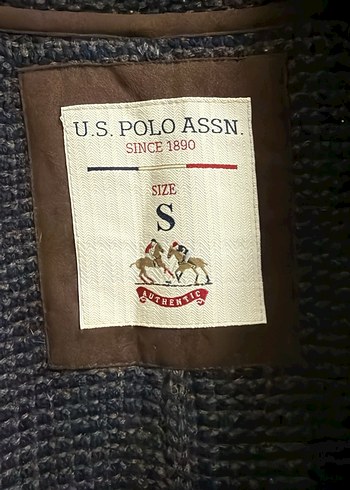 U.S. POLO ASSN.
SINCE 1890
SIZE
S
AUTHENTIC